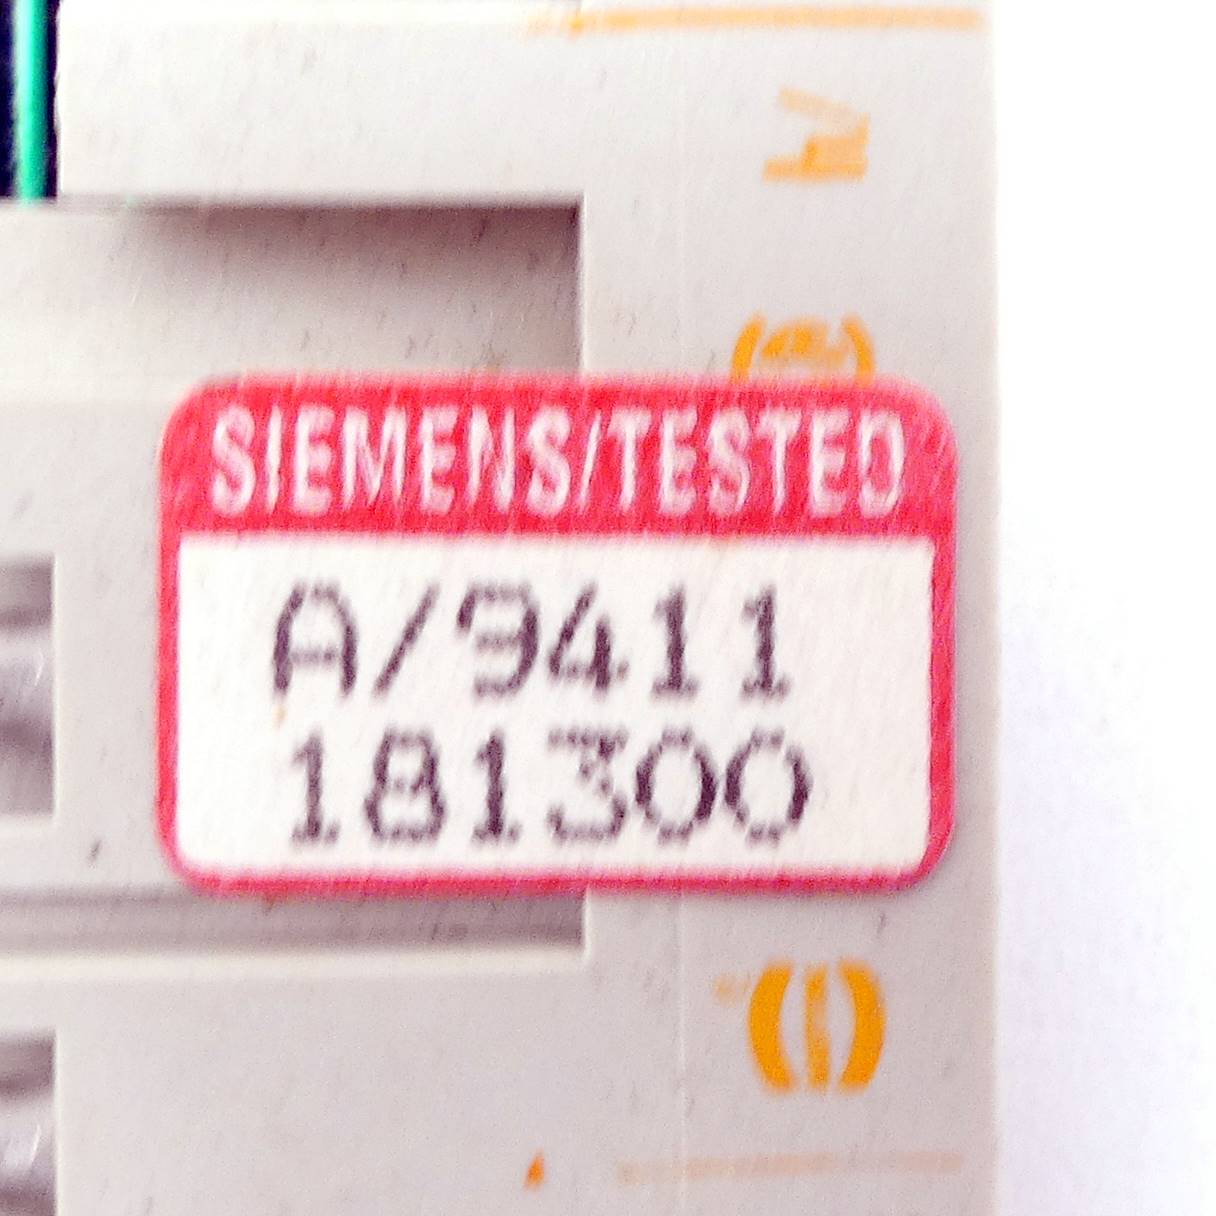 SIEMENS/TESTED
A/9411
181300